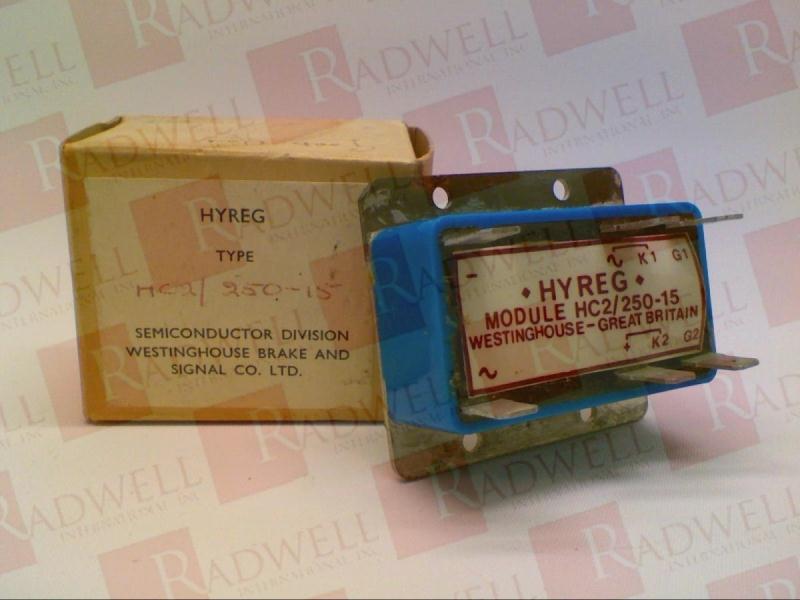 HYREG
TYPE
HC2/ 250-15
SEMICONDUCTOR DIVISION
WESTINGHOUSE BRAKE AND
SIGNAL CO. LTD.
- ~ K1 G1
HYREG
MODULE HC2/250-15
WESTINGHOUSE-GREAT BRITAIN
~ + K2 G2
RADWELL
INTERNATIONAL, INC.